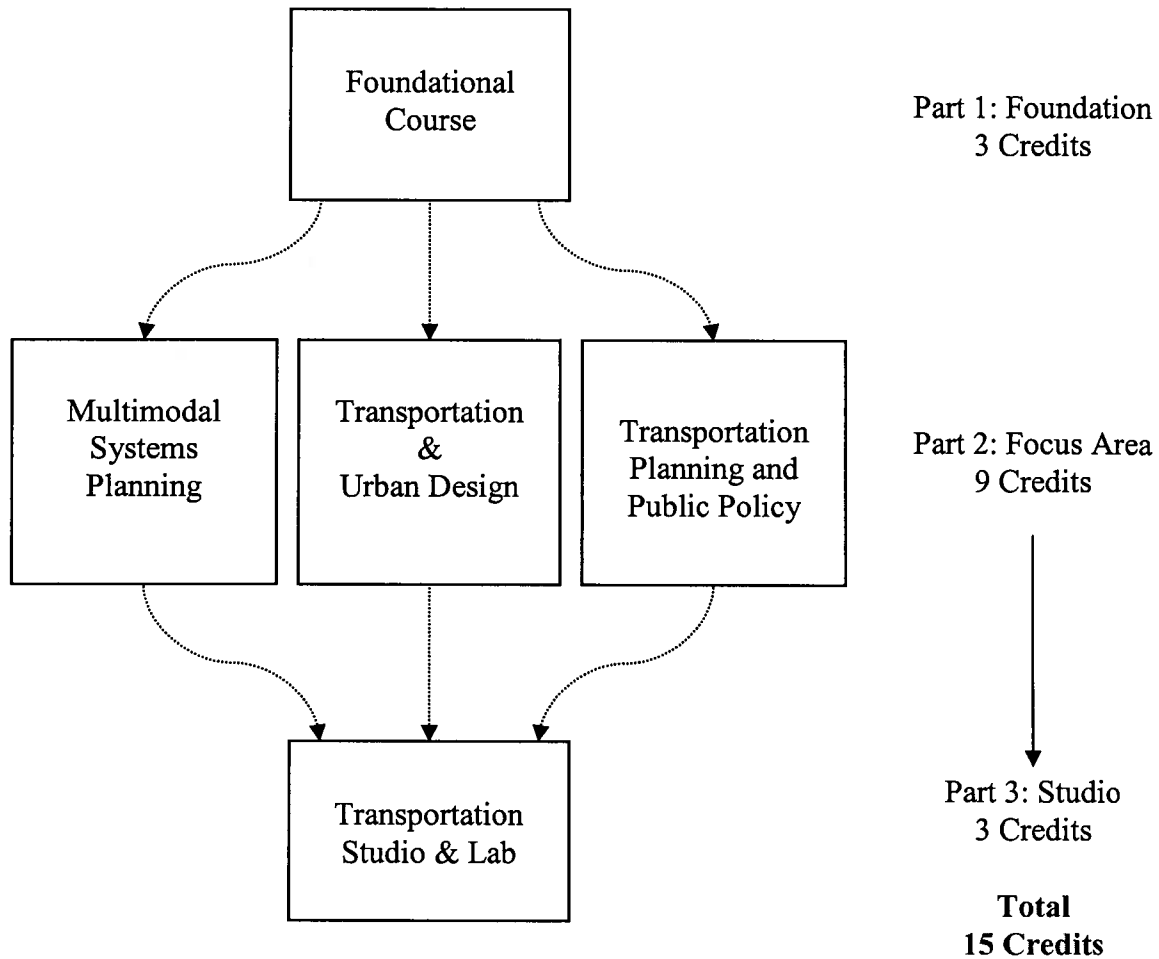 Foundational
Course
Part 1: Foundation
3 Credits
Multimodal
Systems
Planning
Transportation
&
Urban Design
Transportation
Planning and
Public Policy
Part 2: Focus Area
9 Credits
Transportation
Studio & Lab
Part 3: Studio
3 Credits
Total
15 Credits